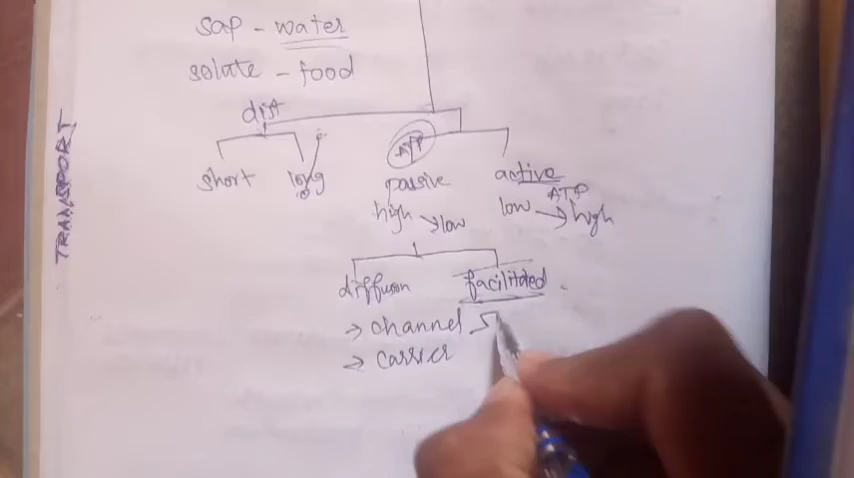 sap - water
solate - food
dist
TRANSPORT
ATP
short long passive active
ATP
high → low low → high
diffusion facilitated
→ channel
→ carrier